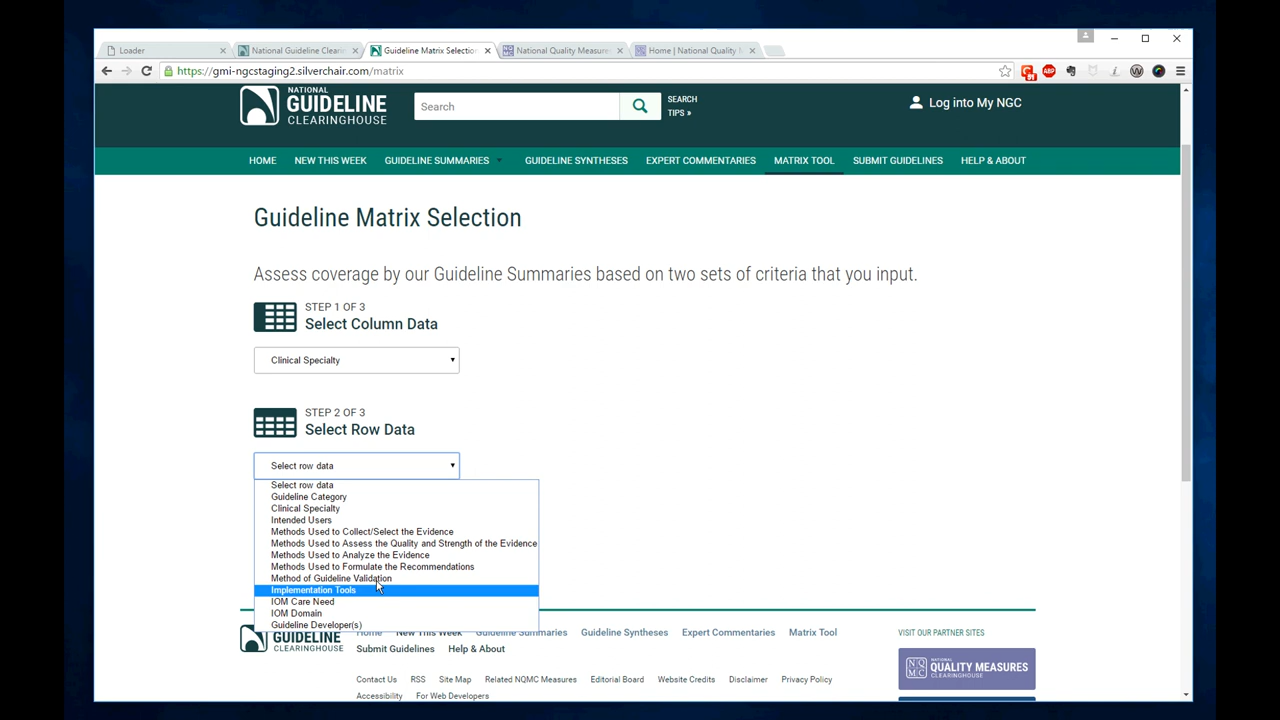 Loader
National Guideline Clearin
Guideline Matrix Selection
National Quality Measure
Home | National Quality M
https://gmi-ngcstaging2.silverchair.com/matrix
NATIONAL
GUIDELINE
CLEARINGHOUSE
Search
SEARCH
TIPS »
Log into My NGC
HOME NEW THIS WEEK GUIDELINE SUMMARIES GUIDELINE SYNTHESES EXPERT COMMENTARIES MATRIX TOOL SUBMIT GUIDELINES HELP & ABOUT
Guideline Matrix Selection
Assess coverage by our Guideline Summaries based on two sets of criteria that you input.
STEP 1 OF 3
Select Column Data
Clinical Specialty
STEP 2 OF 3
Select Row Data
Select row data
Select row data
Guideline Category
Clinical Specialty
Intended Users
Methods Used to Collect/Select the Evidence
Methods Used to Assess the Quality and Strength of the Evidence
Methods Used to Analyze the Evidence
Methods Used to Formulate the Recommendations
Method of Guideline Validation
Implementation Tools
IOM Care Need
IOM Domain
Guideline Developer(s)
GUIDELINE
CLEARINGHOUSE
Home New This Week Guideline Summaries Guideline Syntheses Expert Commentaries Matrix Tool
Submit Guidelines Help & About
Contact Us RSS Site Map Related NQMC Measures Editorial Board Website Credits Disclaimer Privacy Policy
Accessibility For Web Developers
VISIT OUR PARTNER SITES
NQMC
NATIONAL
QUALITY MEASURES
CLEARINGHOUSE